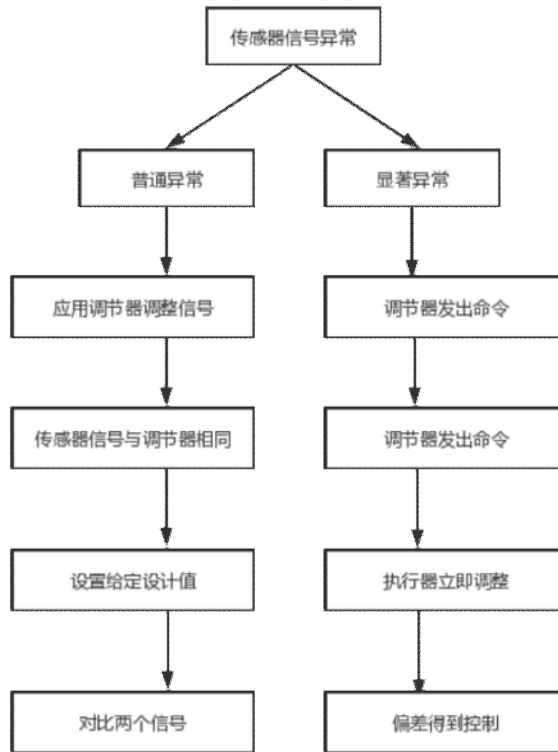 传感器信号异常
普通异常
显著异常
应用调节器调整信号
调节器发出命令
传感器信号与调节器相同
调节器发出命令
设置给定设计值
执行器立即调整
对比两个信号
偏差得到控制